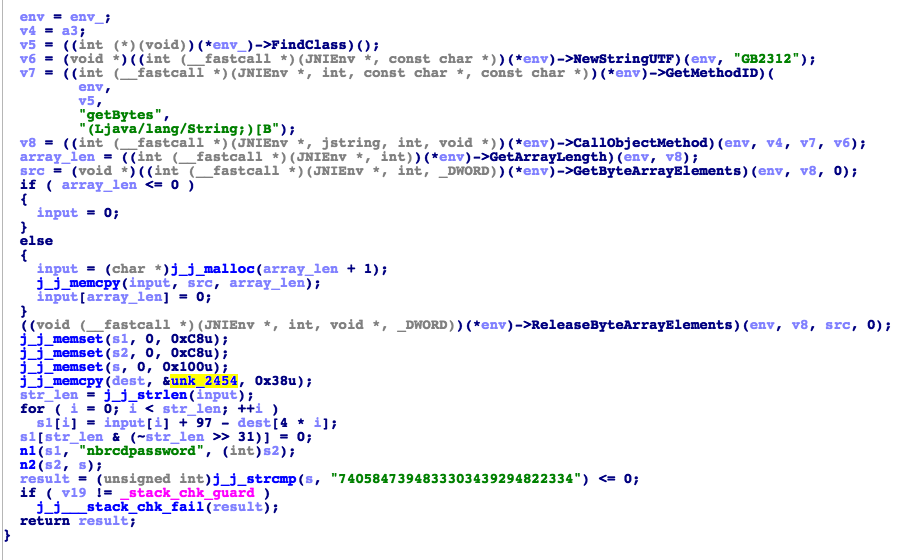 env = env_;
v4 = a3;
v5 = ((int (*)(void))(*env_)->FindClass)();
v6 = (void *)((int (__fastcall *)(JNIEnv *, const char *))(*env)->NewStringUTF)(env, "GB2312");
v7 = ((int (__fastcall *)(JNIEnv *, int, const char *, const char *))(*env)->GetMethodID)(
env,
v5,
"getBytes",
"(Ljava/lang/String;)[B");
v8 = ((int (__fastcall *)(JNIEnv *, jstring, int, void *))(*env)->CallObjectMethod)(env, v4, v7, v6);
array_len = ((int (__fastcall *)(JNIEnv *, int))(*env)->GetArrayLength)(env, v8);
src = (void *)((int (__fastcall *)(JNIEnv *, int, _DWORD))(*env)->GetByteArrayElements)(env, v8, 0);
if ( array_len <= 0 )
{
input = 0;
}
else
{
input = (char *)j_j_malloc(array_len + 1);
j_j_memcpy(input, src, array_len);
input[array_len] = 0;
}
((void (__fastcall *)(JNIEnv *, int, void *, _DWORD))(*env)->ReleaseByteArrayElements)(env, v8, src, 0);
j_j_memset(s1, 0, 0xC8u);
j_j_memset(s2, 0, 0xC8u);
j_j_memset(s, 0, 0x100u);
j_j_memcpy(dest, &unk_2454, 0x38u);
str_len = j_j_strlen(input);
for ( i = 0; i < str_len; ++i )
s1[i] = input[i] + 97 - dest[4 * i];
s1[str_len & (~str_len >> 31)] = 0;
n1(s1, "nbrcdpassword", (int)s2);
n2(s2, s);
result = (unsigned int)j_j_strcmp(s, "7405847394833303439294822334") <= 0;
if ( v19 != _stack_chk_guard )
j_j___stack_chk_fail(result);
return result;
}